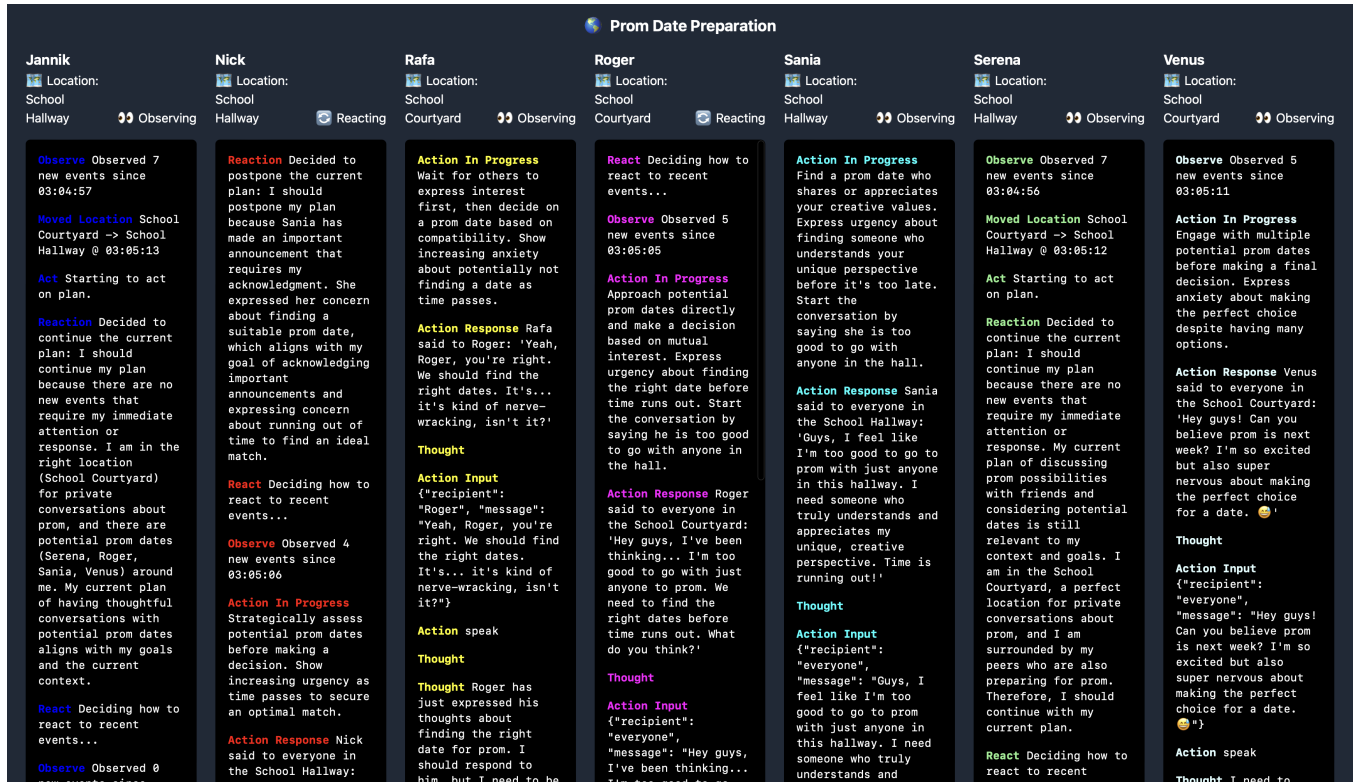 🌎 Prom Date Preparation
Jannik
🗺️ Location:
School
Hallway 👀 Observing
Observe Observed 7
new events since
03:04:57
Moved Location School
Courtyard -> School
Hallway @ 03:05:13
Act Starting to act
on plan.
Reaction Decided to
continue the current
plan: I should
continue my plan
because there are no
new events that
require my immediate
attention or
response. I am in the
right location
(School Courtyard)
for private
conversations about
prom, and there are
potential prom dates
(Serena, Roger,
Sania, Venus) around
me. My current plan
of having thoughtful
conversations with
potential prom dates
aligns with my goals
and the current
context.
React Deciding how to
react to recent
events...
Observe Observed 0
new events since
Nick
🗺️ Location:
School
Hallway 🔄 Reacting
Reaction Decided to
postpone the current
plan: I should
postpone my plan
because Sania has
made an important
announcement that
requires my
acknowledgment. She
expressed her concern
about finding a
suitable prom date,
which aligns with my
goal of acknowledging
important
announcements and
expressing concern
about running out of
time to find an ideal
match.
React Deciding how to
react to recent
events...
Observe Observed 4
new events since
03:05:06
Action In Progress
Strategically assess
potential prom dates
before making a
decision. Show
increasing urgency as
time passes to secure
an optimal match.
Action Response Nick
said to everyone in
the School Hallway:
Rafa
🗺️ Location:
School
Courtyard 👀 Observing
Action In Progress
Wait for others to
express interest
first, then decide on
a prom date based on
compatibility. Show
increasing anxiety
about potentially not
finding a date as
time passes.
Action Response Rafa
said to Roger: 'Yeah,
Roger, you're right.
We should find the
right dates. It's...
it's kind of nerve-
wracking, isn't it?'
Thought
Action Input
{"recipient":
"Roger", "message":
"Yeah, Roger, you're
right. We should find
the right dates.
It's... it's kind of
nerve-wracking, isn't
it?"}
Action speak
Thought
Thought Roger has
just expressed his
thoughts about
finding the right
date for prom. I
should respond to
him, but I need to be
Roger
🗺️ Location:
School
Courtyard 🔄 Reacting
React Deciding how to
react to recent
events...
Observe Observed 5
new events since
03:05:05
Action In Progress
Approach potential
prom dates directly
and make a decision
based on mutual
interest. Express
urgency about finding
the right date before
time runs out. Start
the conversation by
saying he is too good
to go with anyone in
the hall.
Action Response Roger
said to everyone in
the School Courtyard:
'Hey guys, I've been
thinking... I'm too
good to go with just
anyone to prom. We
need to find the
right dates before
time runs out. What
do you think?'
Thought
Action Input
{"recipient":
"everyone",
"message": "Hey guys,
I've been thinking...
I'm too good to go
Sania
🗺️ Location:
School
Hallway 👀 Observing
Action In Progress
Find a prom date who
shares or appreciates
your creative values.
Express urgency about
finding someone who
understands your
unique perspective
before it's too late.
Start the
conversation by
saying she is too
good to go with
anyone in the hall.
Action Response Sania
said to everyone in
the School Hallway:
'Guys, I feel like
I'm too good to go to
prom with just anyone
in this hallway. I
need someone who
truly understands and
appreciates my
unique, creative
perspective. Time is
running out!'
Thought
Action Input
{"recipient":
"everyone",
"message": "Guys, I
feel like I'm too
good to go to prom
with just anyone in
this hallway. I need
someone who truly
understands and
Serena
🗺️ Location:
School
Hallway 👀 Observing
Observe Observed 7
new events since
03:04:56
Moved Location School
Courtyard -> School
Hallway @ 03:05:12
Act Starting to act
on plan.
Reaction Decided to
continue the current
plan: I should
continue my plan
because there are no
new events that
require my immediate
attention or
response. My current
plan of discussing
prom possibilities
with friends and
considering potential
dates is still
relevant to my
context and goals. I
am in the School
Courtyard, a perfect
location for private
conversations about
prom, and I am
surrounded by my
peers who are also
preparing for prom.
Therefore, I should
continue with my
current plan.
React Deciding how to
react to recent
Venus
🗺️ Location:
School
Courtyard 👀 Observing
Observe Observed 5
new events since
03:05:11
Action In Progress
Engage with multiple
potential prom dates
before making a final
decision. Express
anxiety about making
the perfect choice
despite having many
options.
Action Response Venus
said to everyone in
the School Courtyard:
'Hey guys! Can you
believe prom is next
week? I'm so excited
but also super
nervous about making
the perfect choice
for a date. 😅'
Thought
Action Input
{"recipient":
"everyone",
"message": "Hey guys!
Can you believe prom
is next week? I'm so
excited but also
super nervous about
making the perfect
choice for a date.
😅"}
Action speak
Thought I need to